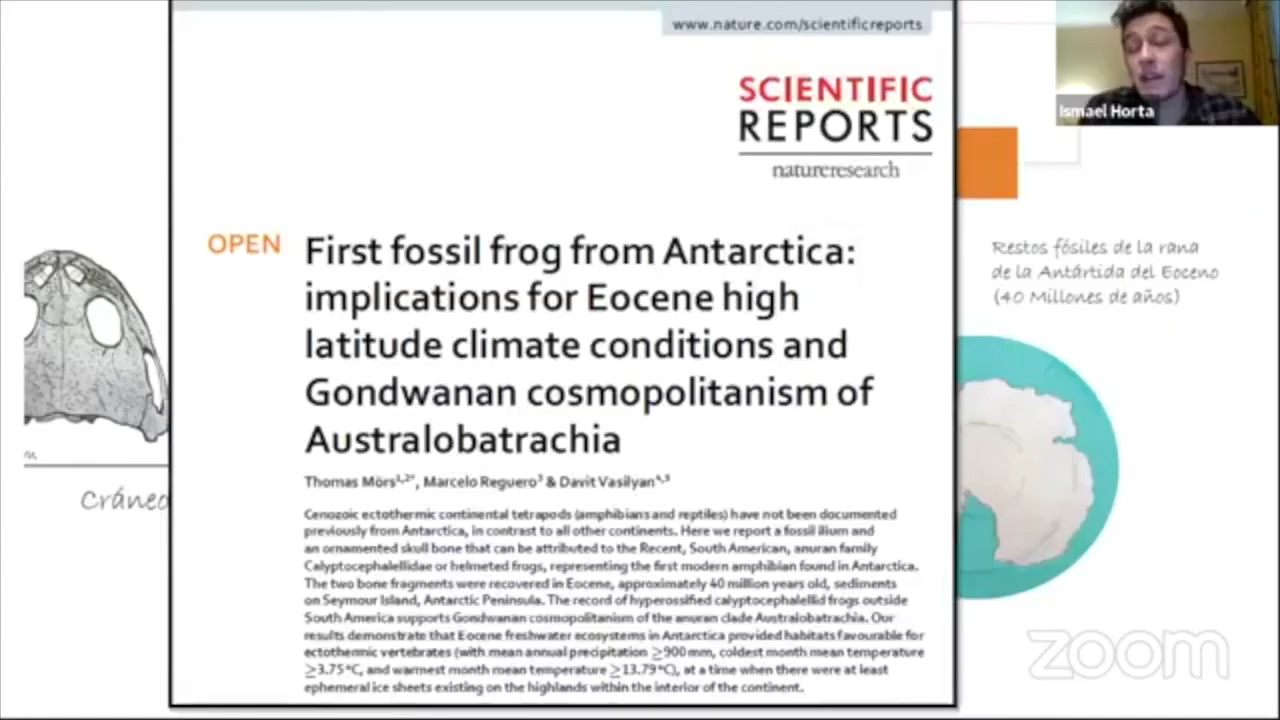 www.nature.com/scientificreports
SCIENTIFIC
REPORTS
natureresearch
Ismael Horta
OPEN
First fossil frog from Antarctica:
implications for Eocene high
latitude climate conditions and
Gondwanan cosmopolitanism of
Australobatrachia
Thomas Mörs1,2*, Marcelo Reguero3 & Davit Vasilyan4,5
Cenozoic ectothermic continental tetrapods (amphibians and reptiles) have not been documented
previously from Antarctica, in contrast to all other continents. Here we report a fossil ilium and
an ornamented skull bone that can be attributed to the Recent, South American, anuran family
Calyptocephalellidae or helmeted frogs, representing the first modern amphibian found in Antarctica.
The two bone fragments were recovered in Eocene, approximately 40 million years old, sediments
on Seymour Island, Antarctic Peninsula. The record of hyperossified calyptocephalellid frogs outside
South America supports Gondwanan cosmopolitanism of the anuran clade Australobatrachia. Our
results demonstrate that Eocene freshwater ecosystems in Antarctica provided habitats favourable for
ectothermic vertebrates (with mean annual precipitation ≥900 mm, coldest month mean temperature
≥3.75 °C, and warmest month mean temperature ≥13.79 °C), at a time when there were at least
ephemeral ice sheets existing on the highlands within the interior of the continent.
Restos fósiles de la rana
de la Antártida del Eoceno
(40 Millones de años)
Cráneo
zoom